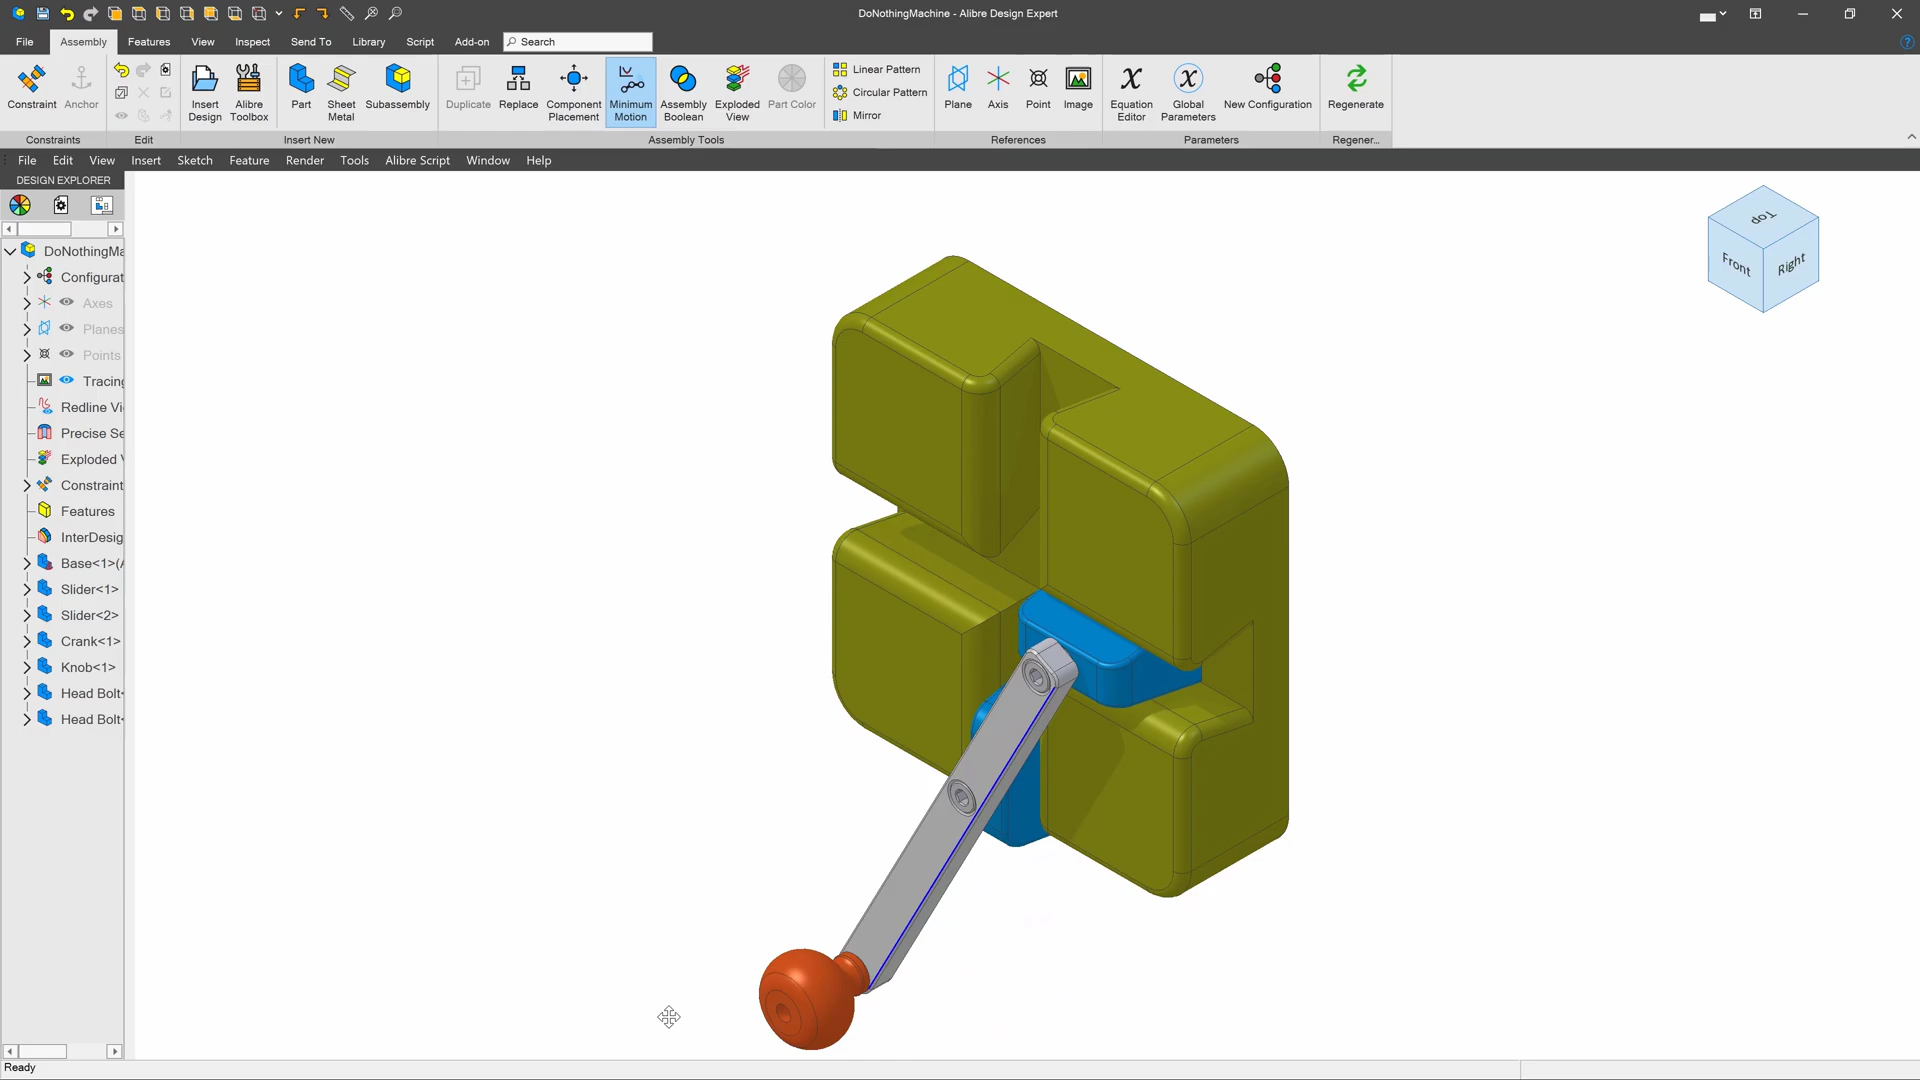 DoNothingMachine - Alibre Design Expert
File Assembly Features View Inspect Send To Library Script Add-on Search
Constraint Anchor
Insert Design Alibre Toolbox
Part Sheet Metal Subassembly
Duplicate Replace Component Placement Minimum Motion Assembly Boolean Exploded View Part Color
Linear Pattern
Circular Pattern
Mirror
Plane Axis Point Image
Equation Editor Global Parameters New Configuration
Regenerate
Constraints Edit Insert New Assembly Tools References Parameters Regener...
File Edit View Insert Sketch Feature Render Tools Alibre Script Window Help
DESIGN EXPLORER
DoNothingMa
Configurat
Axes
Planes
Points
Tracing
Redline Vi
Precise Se
Exploded V
Constraint
Features
InterDesig
Base<1>(A
Slider<1>
Slider<2>
Crank<1>
Knob<1>
Head Bolt<
Head Bolt<
Top
Front
Right
Ready